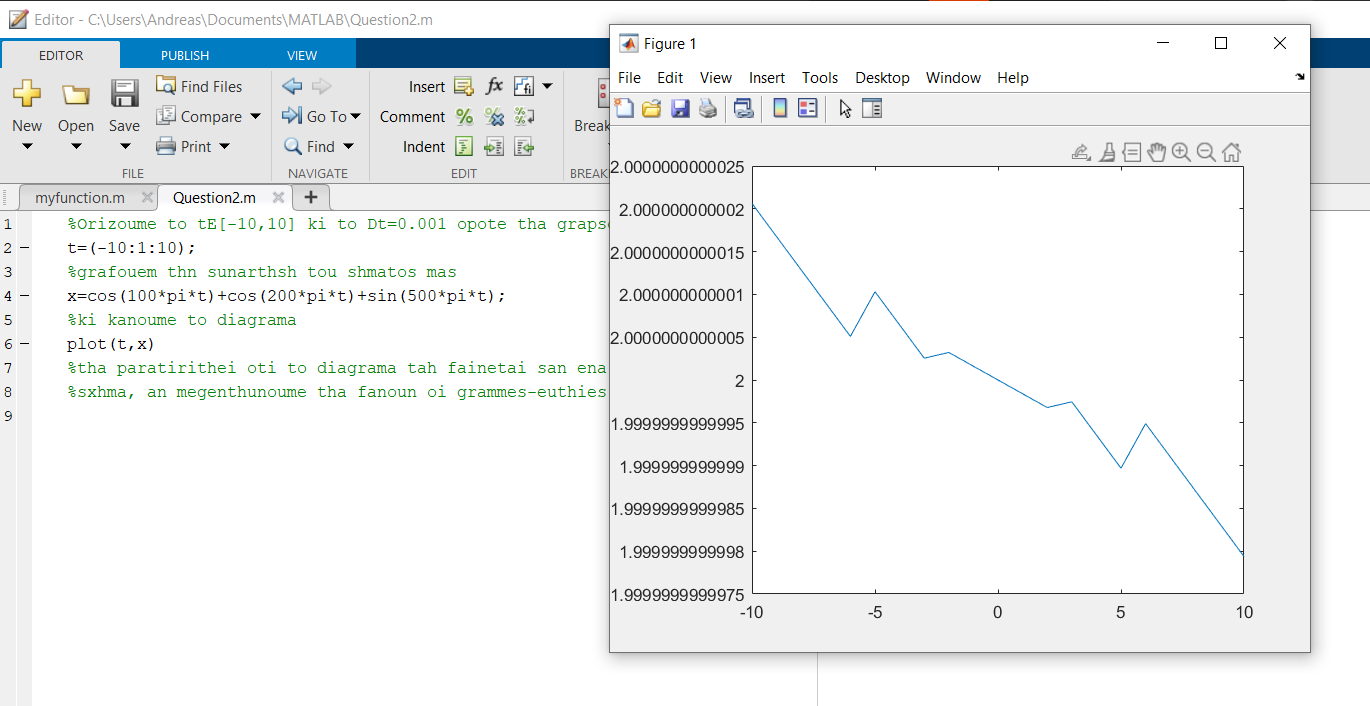 Editor - C:\Users\Andreas\Documents\MATLAB\Question2.m
EDITOR PUBLISH VIEW
New Open Save
Find Files
Compare
Print
FILE
Go To
Find
NAVIGATE
Insert fx
Comment
Indent
EDIT
Break
BREAK
myfunction.m Question2.m
1 %Orizoume to tE[-10,10] ki to Dt=0.001 opote tha graps
2 t=(-10:1:10);
3 %grafouem thn sunarthsh tou shmatos mas
4 x=cos(100*pi*t)+cos(200*pi*t)+sin(500*pi*t);
5 %ki kanoume to diagrama
6 plot(t,x)
7 %tha paratirithei oti to diagrama tah fainetai san ena
8 %sxhma, an megenthunoume tha fanoun oi grammes-euthies
9
Figure 1
File Edit View Insert Tools Desktop Window Help
2.0000000000025
2.000000000002
2.0000000000015
2.000000000001
2.0000000000005
2
1.9999999999995
1.999999999999
1.9999999999985
1.999999999998
1.9999999999975
-10 -5 0 5 10